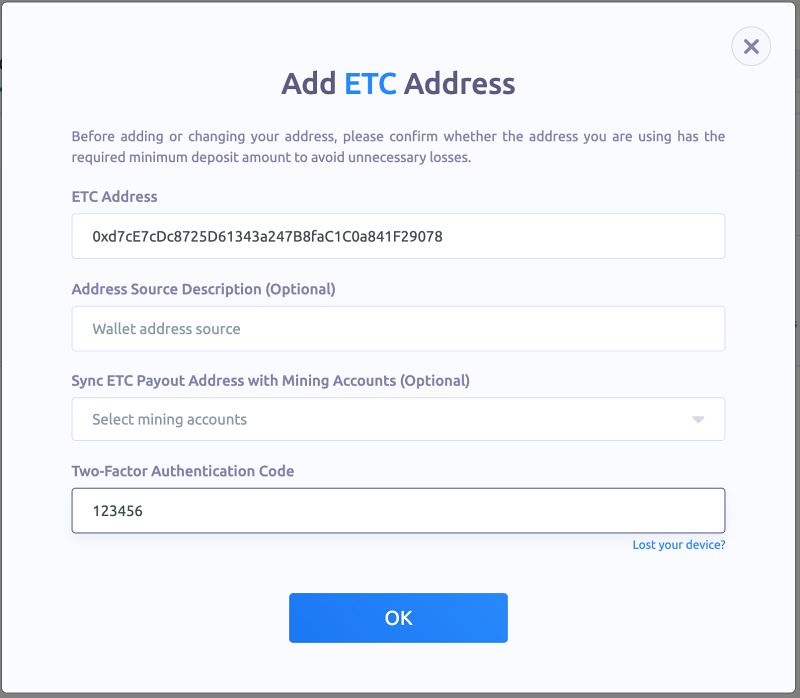 Add ETC Address
Before adding or changing your address, please confirm whether the address you are using has the
required minimum deposit amount to avoid unnecessary losses.
ETC Address
0xd7cE7cDc8725D61343a247B8faC1C0a841F29078
Address Source Description (Optional)
Wallet address source
Sync ETC Payout Address with Mining Accounts (Optional)
Select mining accounts
Two-Factor Authentication Code
123456
Lost your device?
OK